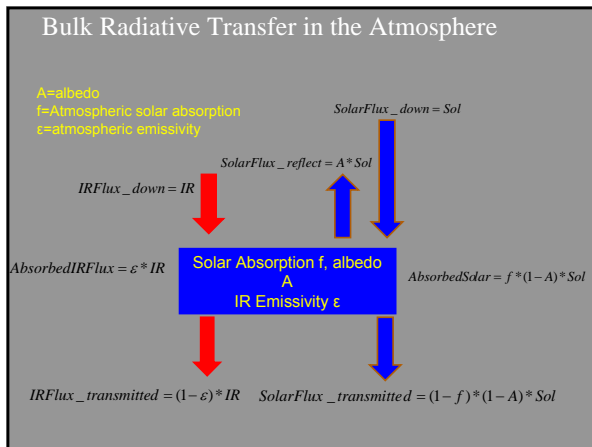 Bulk Radiative Transfer in the Atmosphere
A=albedo
f=Atmospheric solar absorption
ε=atmospheric emissivity
SolarFlux_down = Sol
SolarFlux_reflect = A*Sol
IRFlux_down = IR
AbsorbedIRFlux = ε*IR
Solar Absorption f, albedo
A
IR Emissivity ε
AbsorbedSolar = f*(1-A)*Sol
IRFlux_transmitted = (1-ε)*IR
SolarFlux_transmitted = (1-f)*(1-A)*Sol